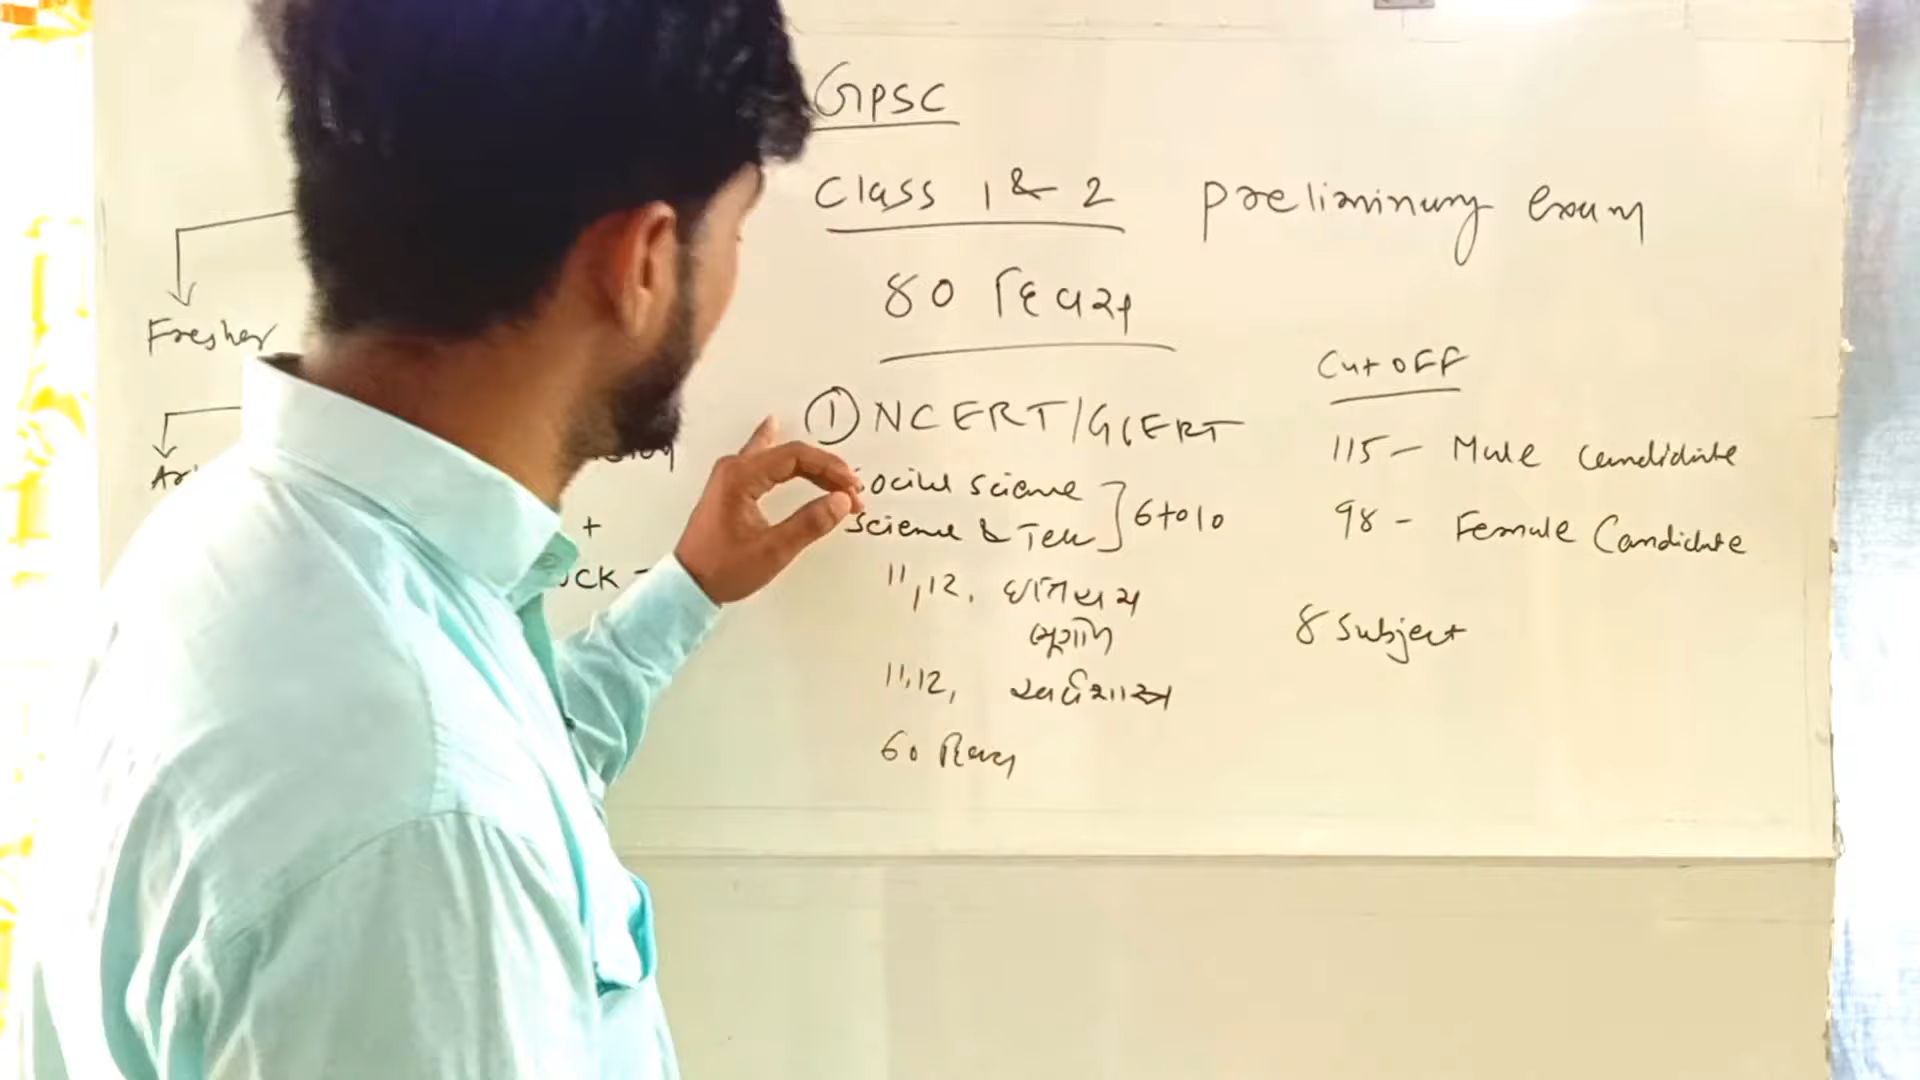 GPSC
Class 1 & 2 preliminary exam
80 દિવસ
Fresher
Cut OFF
① NCERT/GCERT
115 - Male candidate
Social Science
Science & Tech ] 6 to 10
98 - Female Candidate
+
11,12, ઇતિહાસ
ભૂગોળ
8 Subject
11,12, અર્થશાસ્ત્ર
60 દિવસ